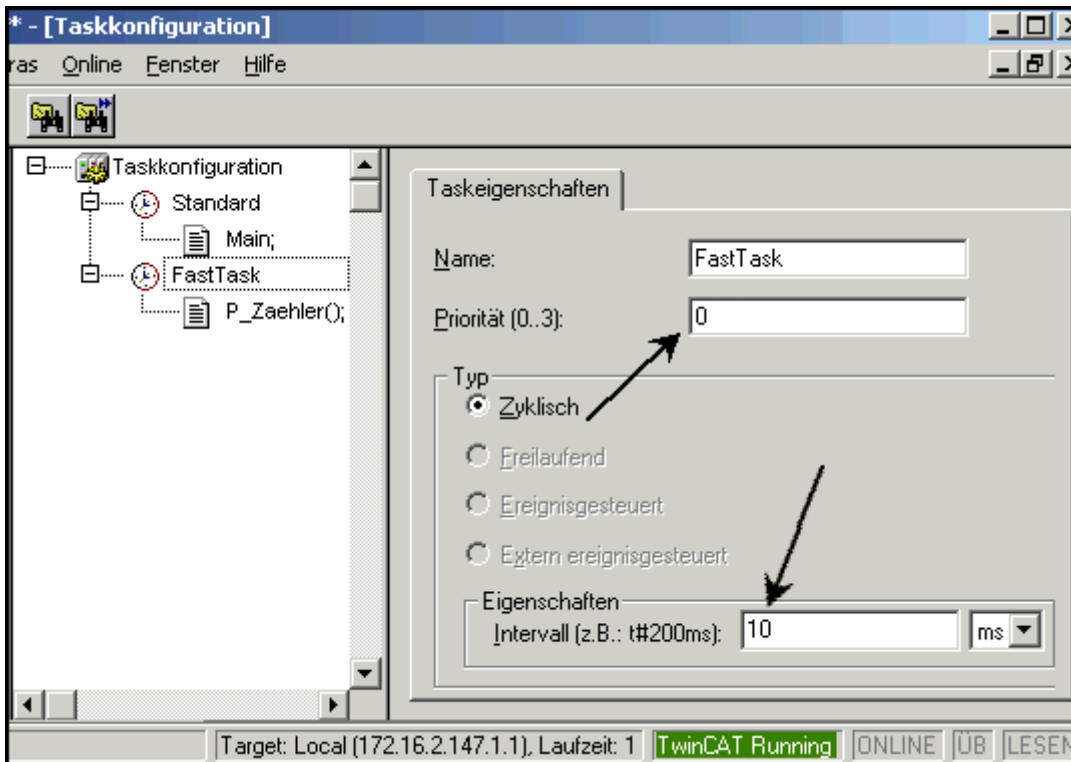 * - [Taskkonfiguration]
ras Online Fenster Hilfe
Taskkonfiguration
Standard
Main;
FastTask
P_Zaehler();
Taskeigenschaften
Name: FastTask
Priorität (0..3): 0
Typ
Zyklisch
Freilaufend
Ereignisgesteuert
Extern ereignisgesteuert
Eigenschaften
Intervall (z.B.: t#200ms): 10 ms
Target: Local (172.16.2.147.1.1), Laufzeit: 1 TwinCAT Running ONLINE ÜB LESEN